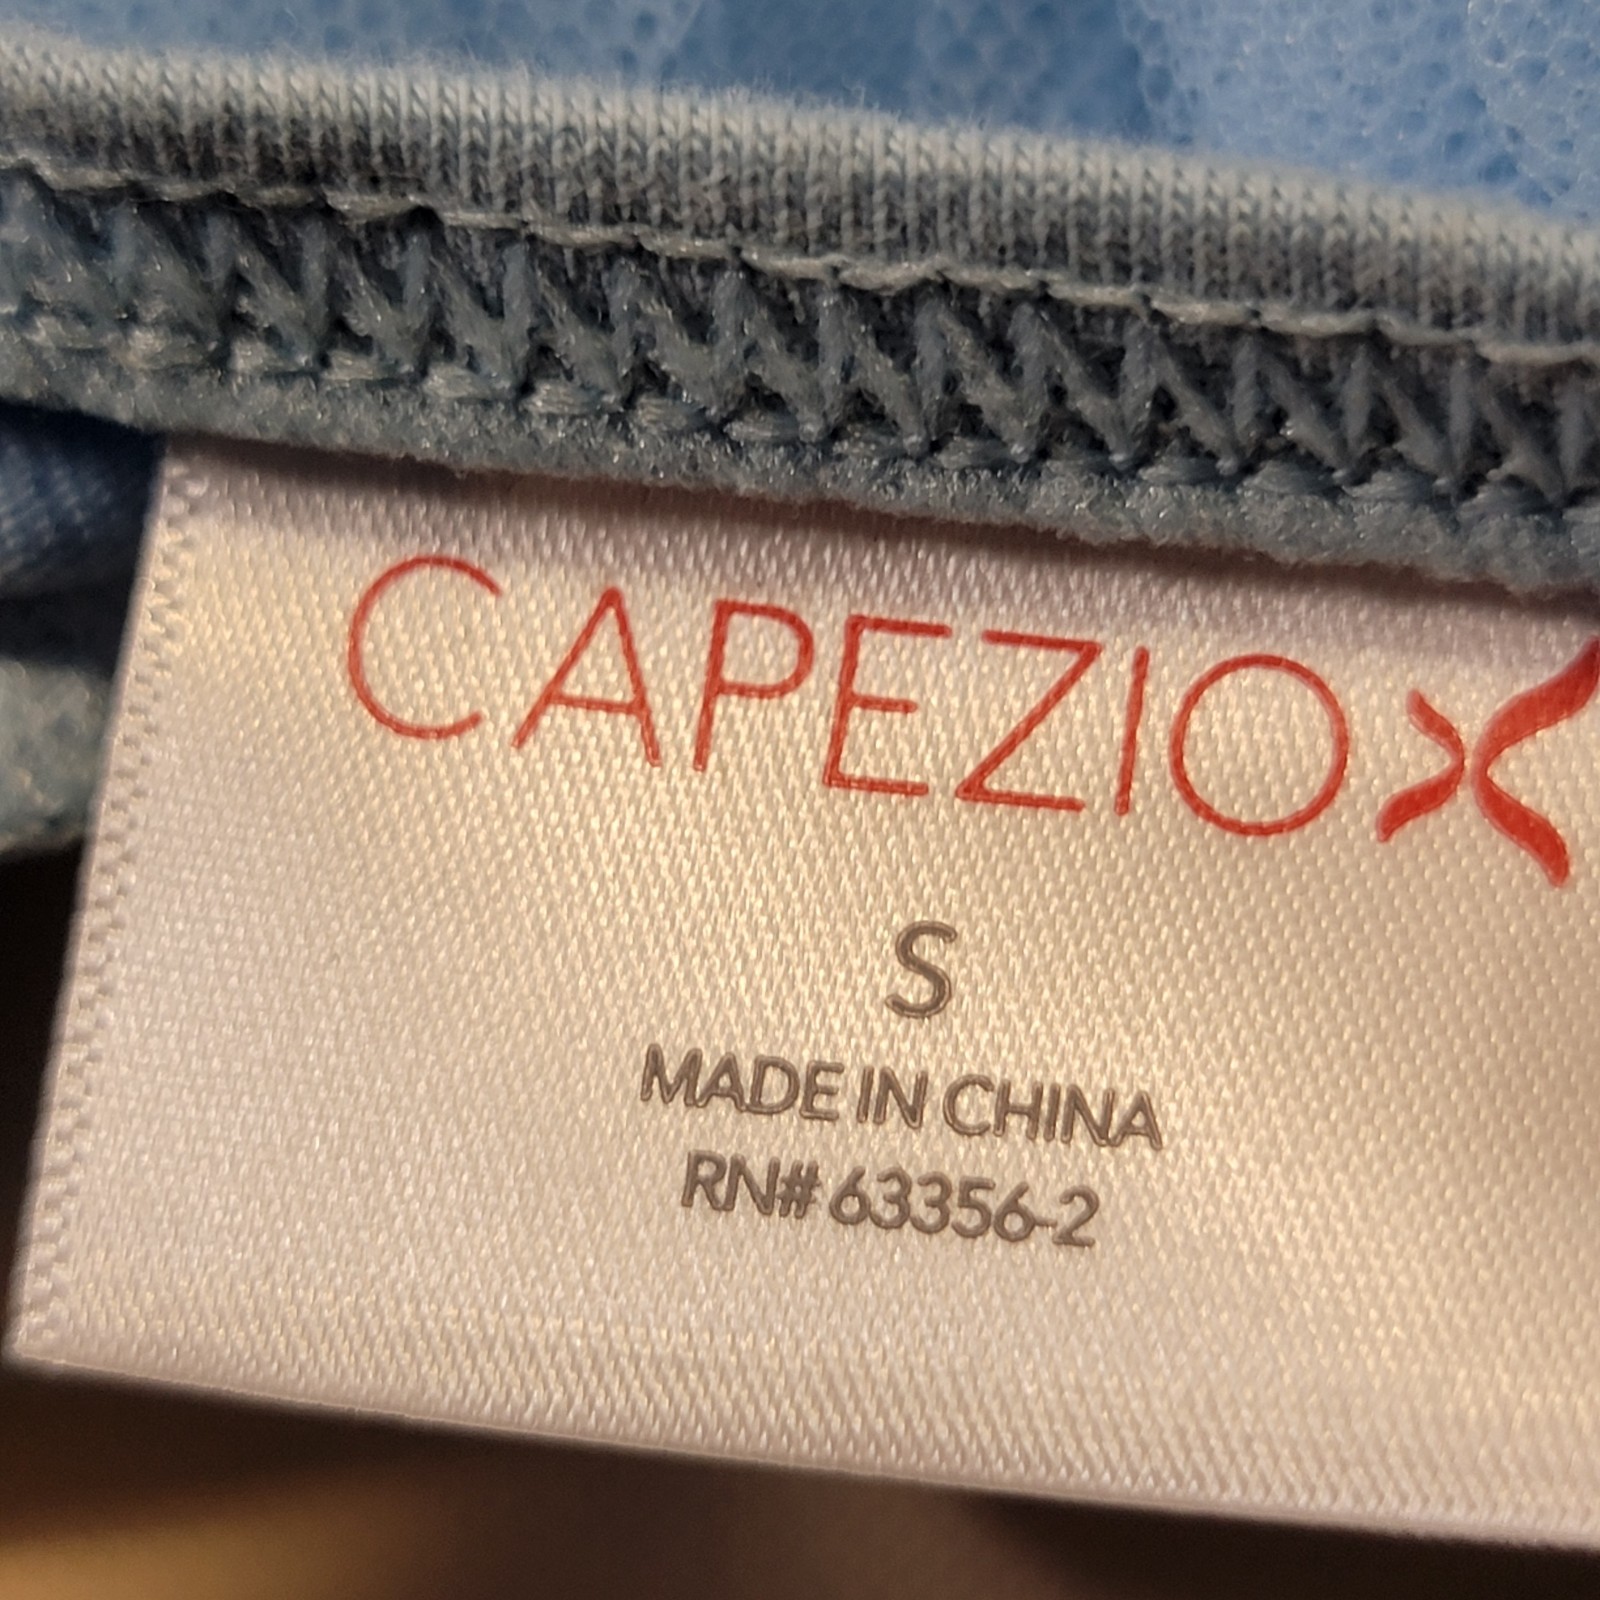 CAPEZIO
S
MADE IN CHINA
RN# 63356-2